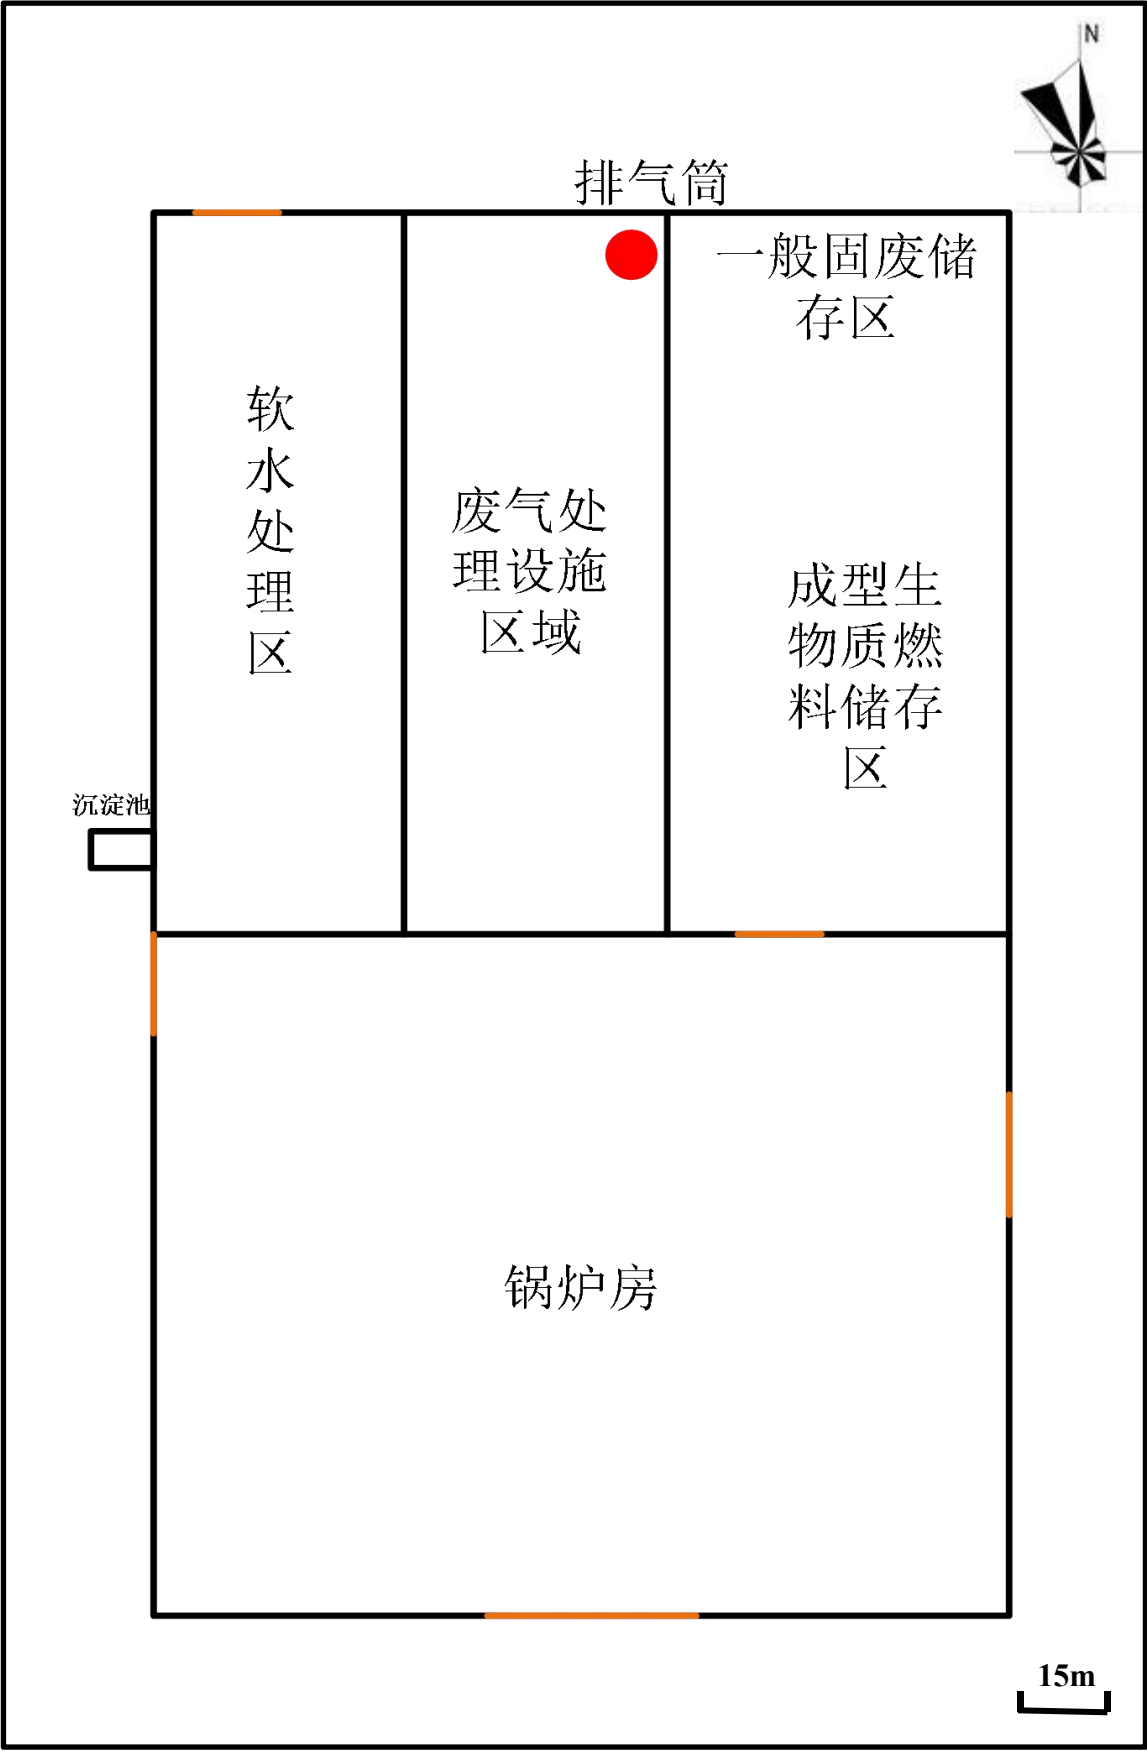 N
排气筒
一般固废储
存区
软
水
处
理
区
废气处
理设施
区域
成型生
物质燃
料储存
区
沉淀池
锅炉房
15m